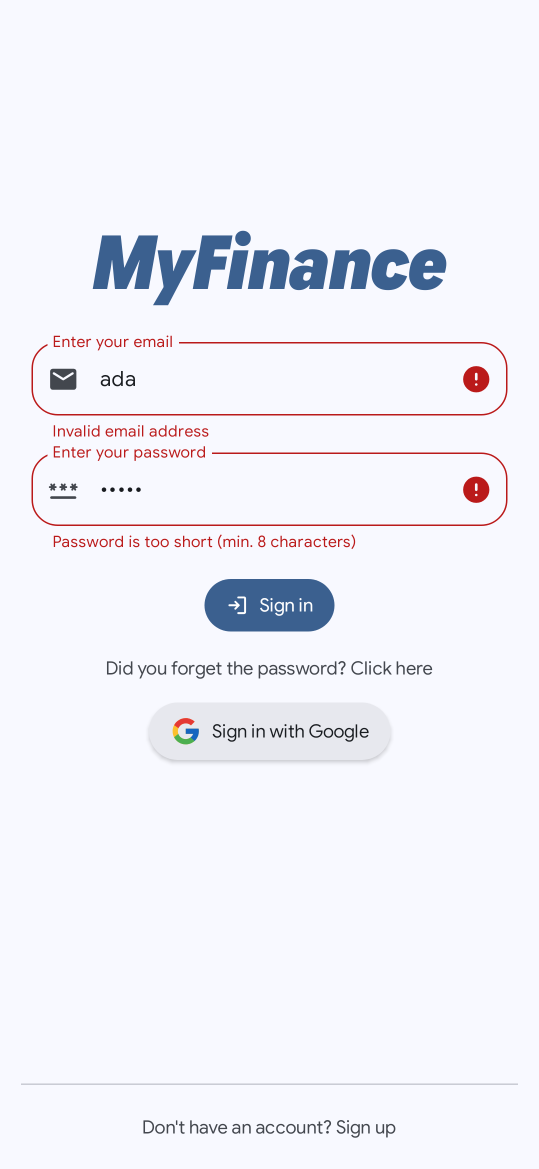 MyFinance
Enter your email
ada
Invalid email address
Enter your password
•••••
Password is too short (min. 8 characters)
Sign in
Did you forget the password? Click here
Sign in with Google
Don't have an account? Sign up